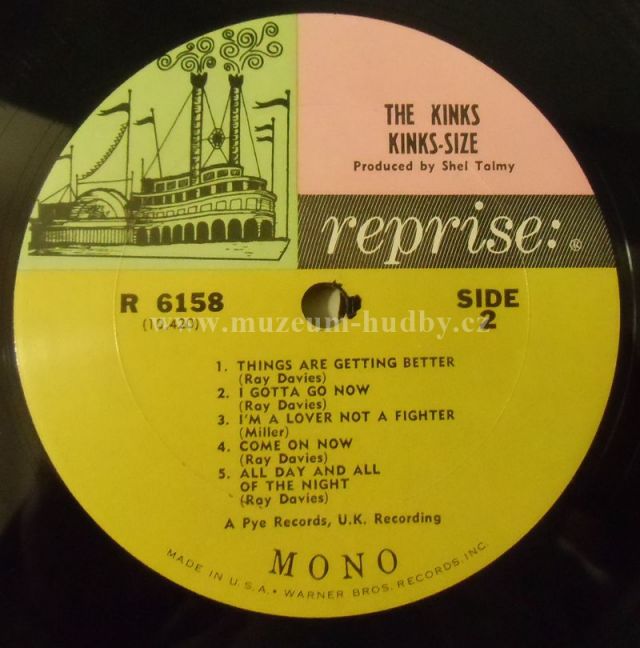 THE KINKS
KINKS-SIZE
Produced by Shel Talmy
reprise:®
R 6158
(10,420)
SIDE
2
www.muzeum-hudby.cz
1. THINGS ARE GETTING BETTER
(Ray Davies)
2. I GOTTA GO NOW
(Ray Davies)
3. I'M A LOVER NOT A FIGHTER
(Miller)
4. COME ON NOW
(Ray Davies)
5. ALL DAY AND ALL
OF THE NIGHT
(Ray Davies)
A Pye Records, U.K. Recording
MONO
MADE IN U.S.A. • WARNER BROS. RECORDS, INC.